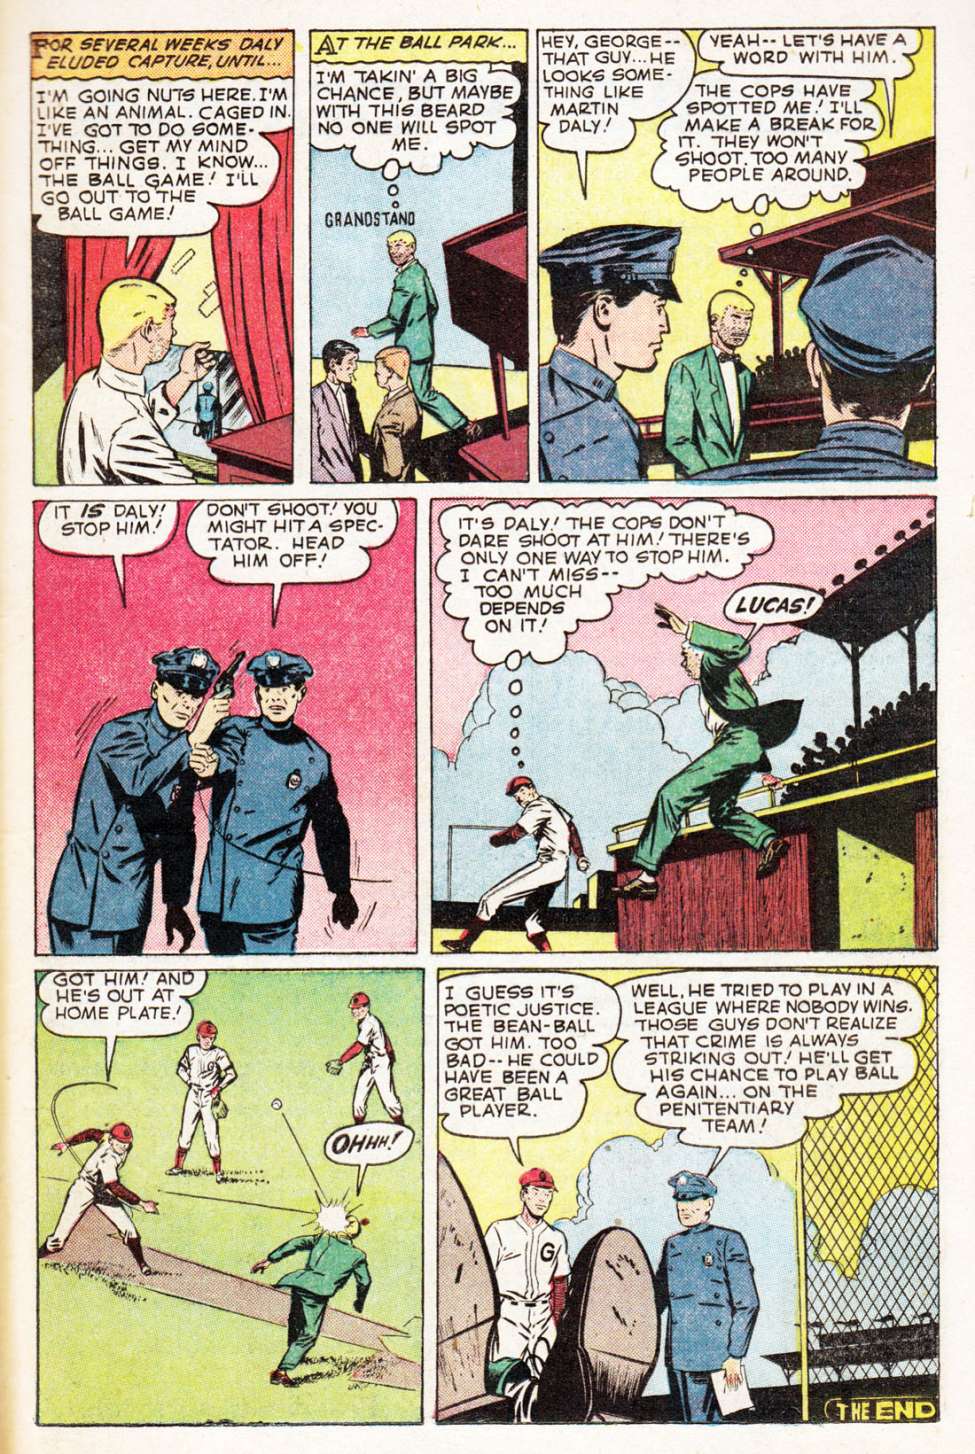 FOR SEVERAL WEEKS DALY
ELUDED CAPTURE, UNTIL...
I'M GOING NUTS HERE. I'M
LIKE AN ANIMAL. CAGED IN.
I'VE GOT TO DO SOME-
THING... GET MY MIND
OFF THINGS. I KNOW...
THE BALL GAME! I'LL
GO OUT TO THE
BALL GAME!
AT THE BALL PARK...
I'M TAKIN' A BIG
CHANCE, BUT MAYBE
WITH THIS BEARD
NO ONE WILL SPOT
ME.
GRANDSTAND
HEY, GEORGE--
THAT GUY... HE
LOOKS SOME-
THING LIKE
MARTIN
DALY!
YEAH-- LET'S HAVE A
WORD WITH HIM.
THE COPS HAVE
SPOTTED ME! I'LL
MAKE A BREAK FOR
IT. THEY WON'T
SHOOT. TOO MANY
PEOPLE AROUND.
IT IS DALY!
STOP HIM!
DON'T SHOOT! YOU
MIGHT HIT A SPEC-
TATOR. HEAD
HIM OFF!
IT'S DALY! THE COPS DON'T
DARE SHOOT AT HIM! THERE'S
ONLY ONE WAY TO STOP HIM.
I CAN'T MISS--
TOO MUCH
DEPENDS
ON IT!
LUCAS!
GOT HIM! AND
HE'S OUT AT
HOME PLATE!
G
OHHH!
I GUESS IT'S
POETIC JUSTICE.
THE BEAN-BALL
GOT HIM. TOO
BAD-- HE COULD
HAVE BEEN A
GREAT BALL
PLAYER.
WELL, HE TRIED TO PLAY IN A
LEAGUE WHERE NOBODY WINS.
THOSE GUYS DON'T REALIZE
THAT CRIME IS ALWAYS
STRIKING OUT! HE'LL GET
HIS CHANCE TO PLAY BALL
AGAIN... ON THE
PENITENTIARY
TEAM!
G
THE END